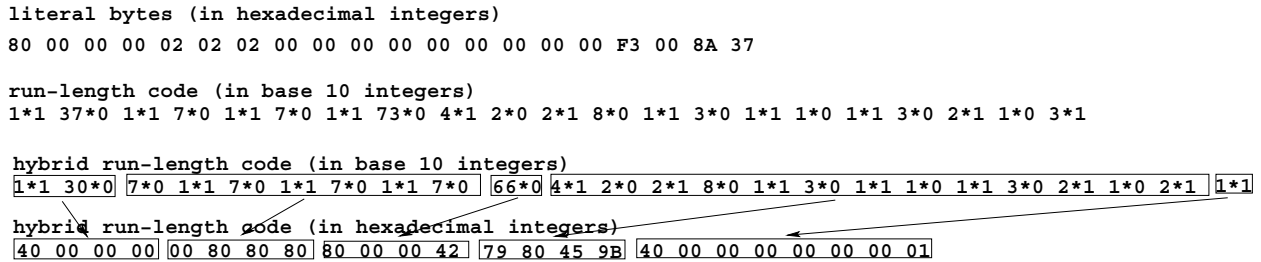 literal bytes (in hexadecimal integers)
80 00 00 00 02 02 02 00 00 00 00 00 00 00 00 00 F3 00 8A 37
run-length code (in base 10 integers)
1*1 37*0 1*1 7*0 1*1 7*0 1*1 73*0 4*1 2*0 2*1 8*0 1*1 3*0 1*1 1*0 1*1 3*0 2*1 1*0 3*1
hybrid run-length code (in base 10 integers)
1*1 30*0 7*0 1*1 7*0 1*1 7*0 1*1 7*0 66*0 4*1 2*0 2*1 8*0 1*1 3*0 1*1 1*0 1*1 3*0 2*1 1*0 2*1 1*1
hybrid run-length code (in hexadecimal integers)
40 00 00 00 00 80 80 80 80 00 00 42 79 80 45 9B 40 00 00 00 00 00 00 01